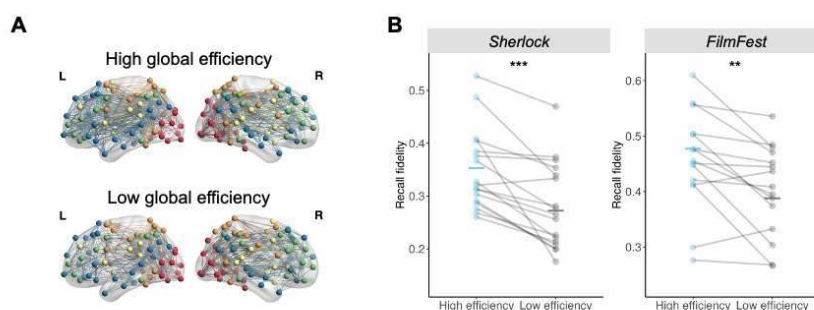 A
High global efficiency
L
R
Low global efficiency
L
R
B
Sherlock
***
Recall fidelity
0.5
0.4
0.3
0.2
High efficiency Low efficiency
FilmFest
**
Recall fidelity
0.6
0.5
0.4
0.3
High efficiency Low efficiency